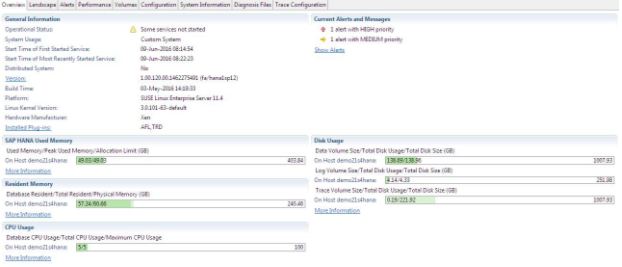 Overview Landscape Alerts Performance Volumes Configuration System Information Diagnosis Files Trace Configuration
General Information
Operational Status: Some services not started
System Usage: Custom System
Start Time of First Started Service: 09-Jun-2016 08:14:54
Start Time of Most Recently Started Service: 09-Jun-2016 08:22:23
Distributed System: No
Version: 1.00.120.00.1462275491 (fa/hana1sp12)
Build Time: 03-May-2016 14:19:33
Platform: SUSE Linux Enterprise Server 11.4
Linux Kernel Version: 3.0.101-63-default
Hardware Manufacturer: Xen
Installed Plug-ins: AFL,TRD
Current Alerts and Messages
1 alert with HIGH priority
1 alert with MEDIUM priority
Show Alerts
SAP HANA Used Memory
Used Memory/Peak Used Memory/Allocation Limit (GB)
On Host demo21s4hana: 49.03/49.03 403.84
More Information
Resident Memory
Database Resident/Total Resident/Physical Memory (GB)
On Host demo21s4hana: 57.34/60.66 240.46
More Information
CPU Usage
Database CPU Usage/Total CPU Usage/Maximum CPU Usage
On Host demo21s4hana: 5/5 100
More Information
Disk Usage
Data Volume Size/Total Disk Usage/Total Disk Size (GB)
On Host demo21s4hana: 138.69/138.96 1007.93
Log Volume Size/Total Disk Usage/Total Disk Size (GB)
On Host demo21s4hana: 4.14/4.33 251.98
Trace Volume Size/Total Disk Usage/Total Disk Size (GB)
On Host demo21s4hana: 0.19/221.92 1007.93
More Information